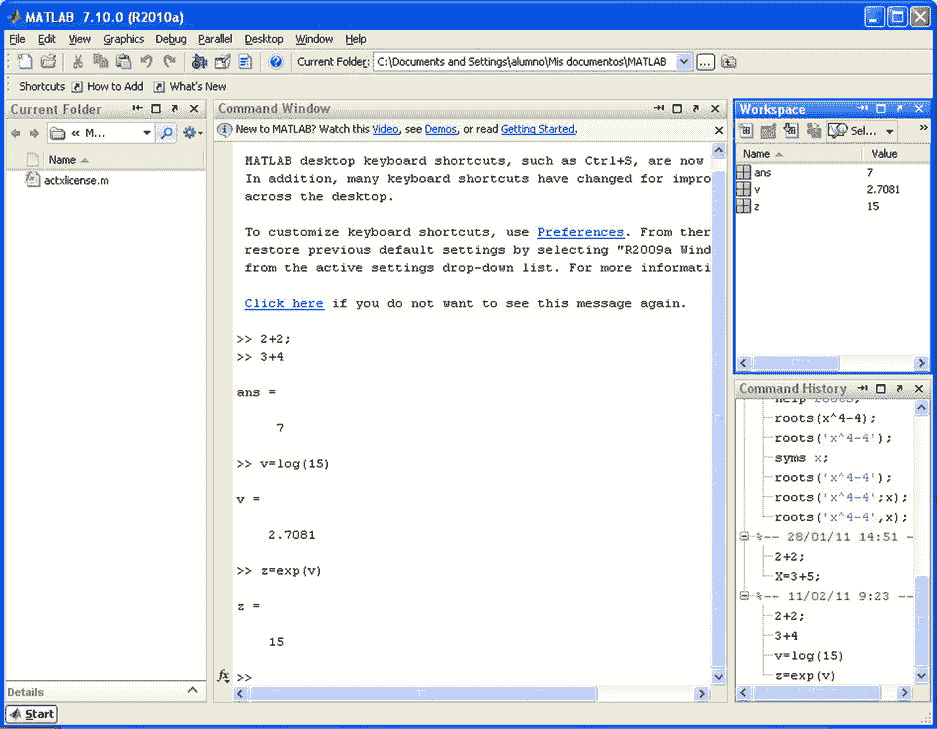 MATLAB 7.10.0 (R2010a)
File Edit View Graphics Debug Parallel Desktop Window Help
Current Folder: C:\Documents and Settings\alumno\Mis documentos\MATLAB ...
Shortcuts How to Add What's New
Current Folder
« M...
Name
actxlicense.m
Details
Start
Command Window
New to MATLAB? Watch this Video, see Demos, or read Getting Started.
MATLAB desktop keyboard shortcuts, such as Ctrl+S, are now
In addition, many keyboard shortcuts have changed for impro
across the desktop.
To customize keyboard shortcuts, use Preferences. From ther
restore previous default settings by selecting "R2009a Wind
from the active settings drop-down list. For more informati
Click here if you do not want to see this message again.
>> 2+2;
>> 3+4
ans =
7
>> v=log(15)
v =
2.7081
>> z=exp(v)
z =
15
fx >>
Workspace
Sel... »
Name Value
ans 7
v 2.7081
z 15
Command History
help roots;
roots(x^4-4);
roots('x^4-4');
syms x;
roots('x^4-4');
roots('x^4-4';x);
roots('x^4-4',x);
%-- 28/01/11 14:51 -
2+2;
X=3+5;
%-- 11/02/11 9:23 --
2+2;
3+4
v=log(15)
z=exp(v)